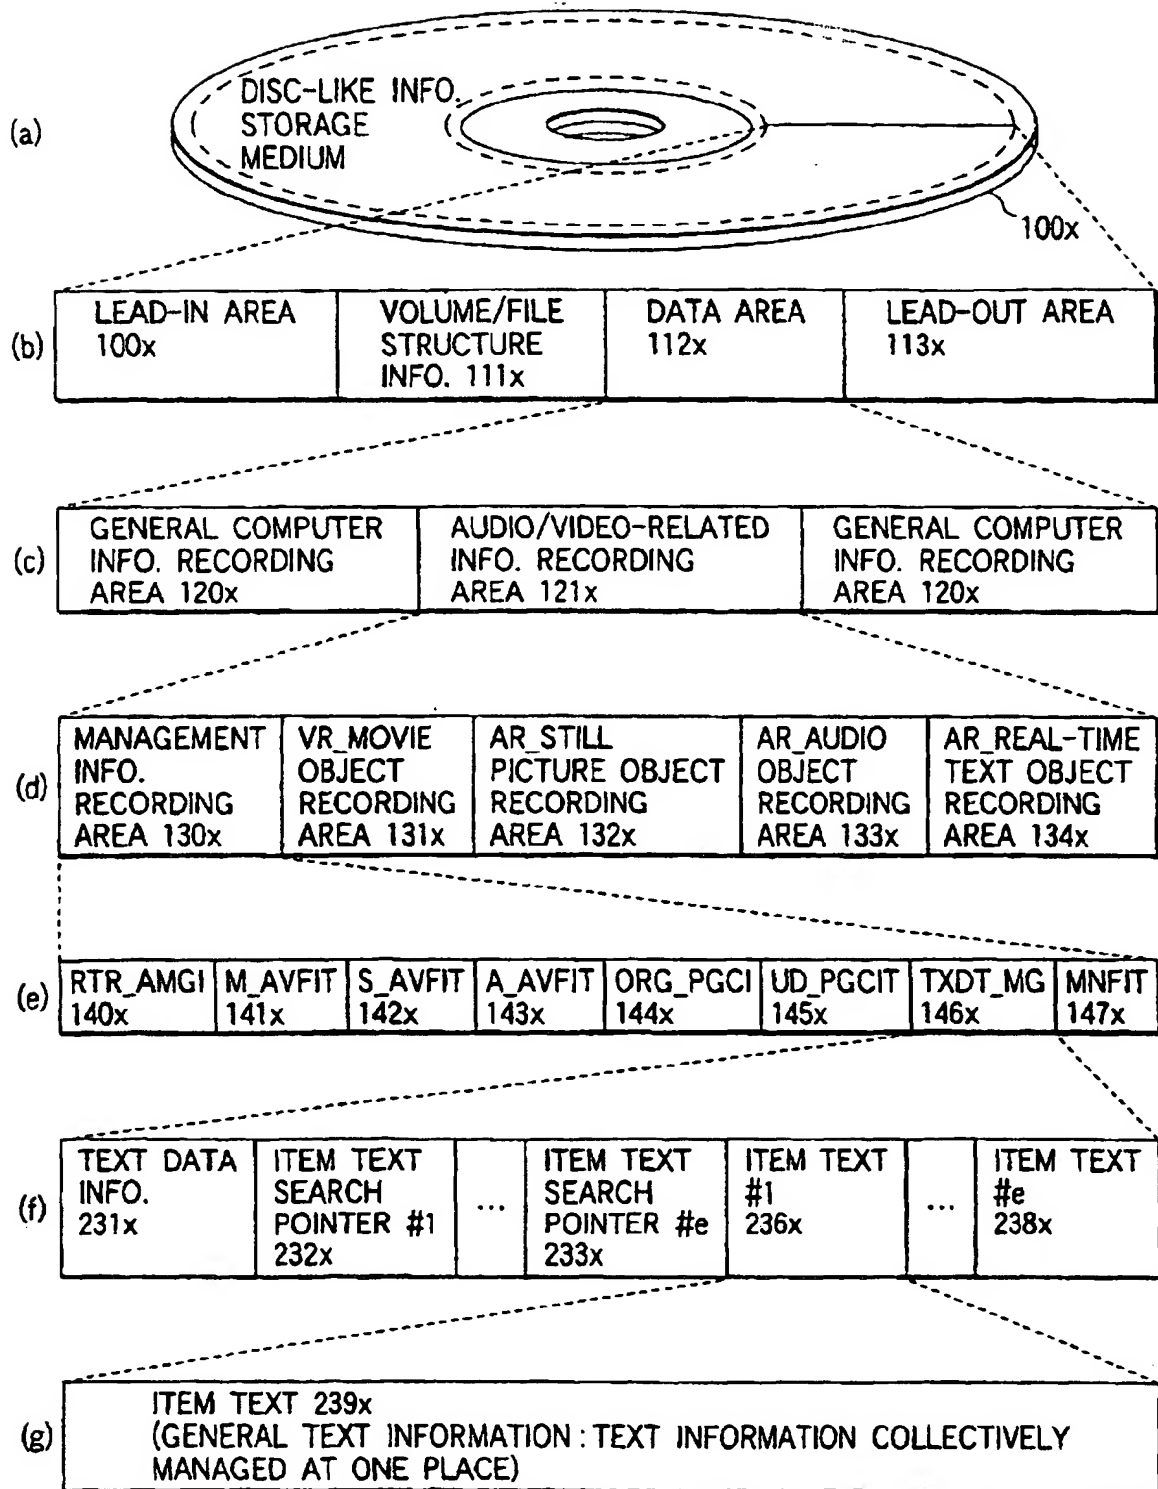 (a)
DISC-LIKE INFO.
STORAGE
MEDIUM
100x
(b)
LEAD-IN AREA
100x
VOLUME/FILE
STRUCTURE
INFO. 111x
DATA AREA
112x
LEAD-OUT AREA
113x
(c)
GENERAL COMPUTER
INFO. RECORDING
AREA 120x
AUDIO/VIDEO-RELATED
INFO. RECORDING
AREA 121x
GENERAL COMPUTER
INFO. RECORDING
AREA 120x
(d)
MANAGEMENT
INFO.
RECORDING
AREA 130x
VR_MOVIE
OBJECT
RECORDING
AREA 131x
AR_STILL
PICTURE OBJECT
RECORDING
AREA 132x
AR_AUDIO
OBJECT
RECORDING
AREA 133x
AR_REAL-TIME
TEXT OBJECT
RECORDING
AREA 134x
(e)
RTR_AMGI
140x
M_AVFIT
141x
S_AVFIT
142x
A_AVFIT
143x
ORG_PGCI
144x
UD_PGCIT
145x
TXDT_MG
146x
MNFIT
147x
(f)
TEXT DATA
INFO.
231x
ITEM TEXT
SEARCH
POINTER #1
232x
...
ITEM TEXT
SEARCH
POINTER #e
233x
ITEM TEXT
#1
236x
...
ITEM TEXT
#e
238x
(g)
ITEM TEXT 239x
(GENERAL TEXT INFORMATION : TEXT INFORMATION COLLECTIVELY
MANAGED AT ONE PLACE)